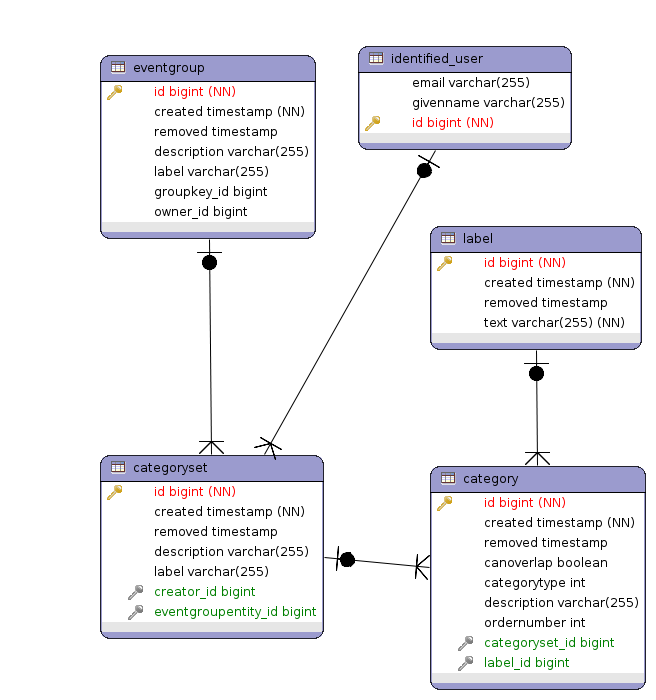 eventgroup
id bigint (NN)
created timestamp (NN)
removed timestamp
description varchar(255)
label varchar(255)
groupkey_id bigint
owner_id bigint
identified_user
email varchar(255)
givenname varchar(255)
id bigint (NN)
label
id bigint (NN)
created timestamp (NN)
removed timestamp
text varchar(255) (NN)
categoryset
id bigint (NN)
created timestamp (NN)
removed timestamp
description varchar(255)
label varchar(255)
creator_id bigint
eventgroupentity_id bigint
category
id bigint (NN)
created timestamp (NN)
removed timestamp
canoverlap boolean
categorytype int
description varchar(255)
ordernumber int
categoryset_id bigint
label_id bigint